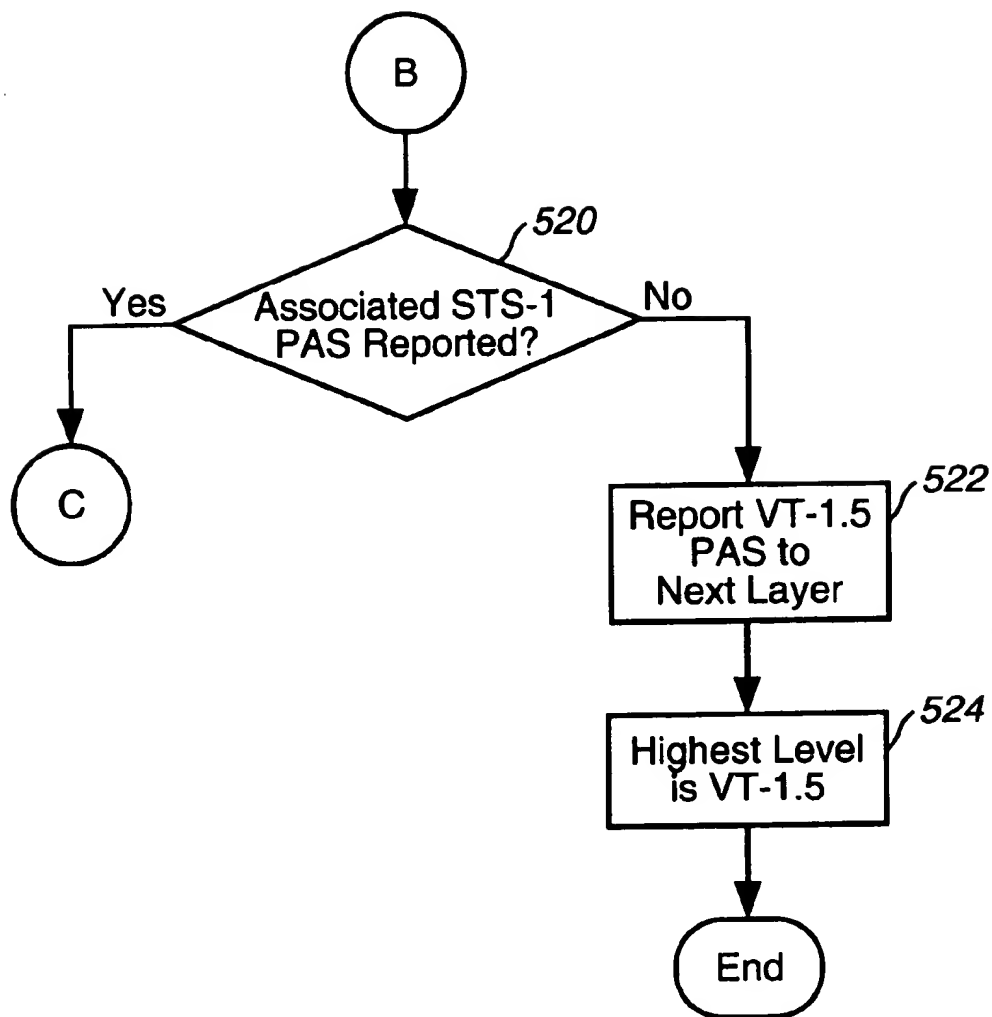 B
520
Yes
Associated STS-1
PAS Reported?
No
C
522
Report VT-1.5
PAS to
Next Layer
524
Highest Level
is VT-1.5
End